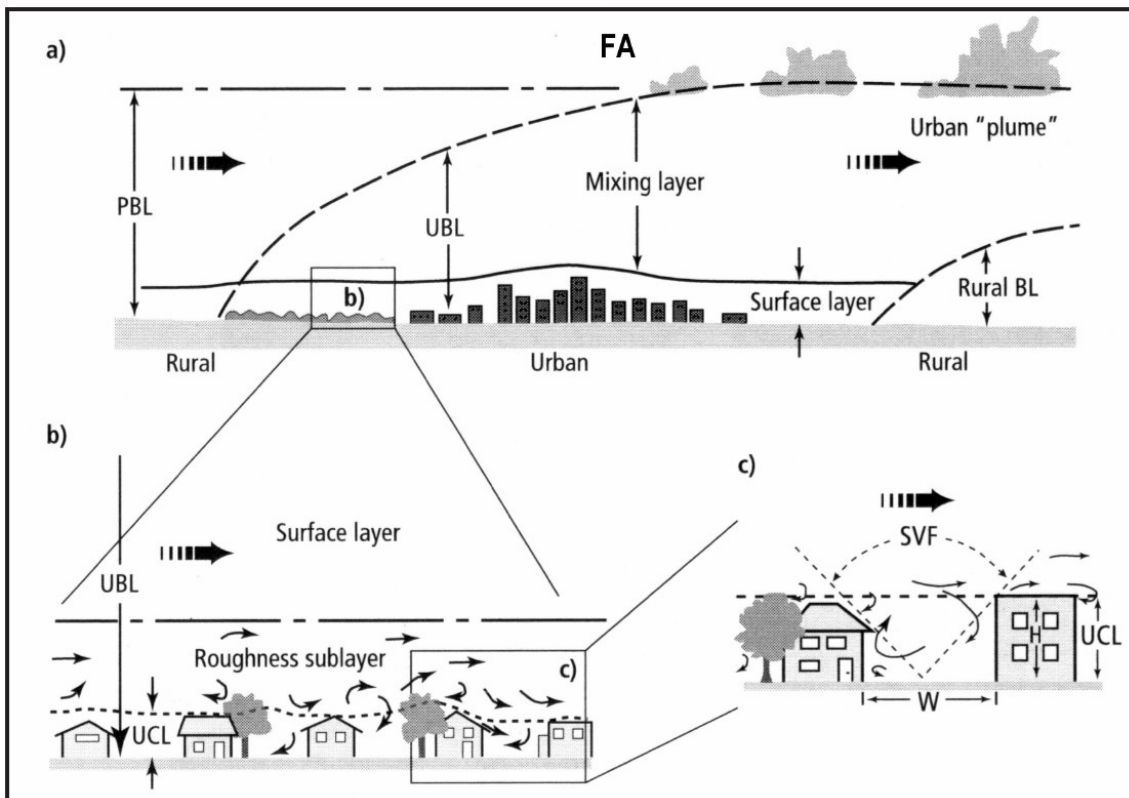 a)
FA
Urban "plume"
PBL
UBL
Mixing layer
b)
Surface layer
Rural BL
Rural
Urban
Rural
b)
UBL
Surface layer
Roughness sublayer
c)
UCL
c)
SVF
H
UCL
W